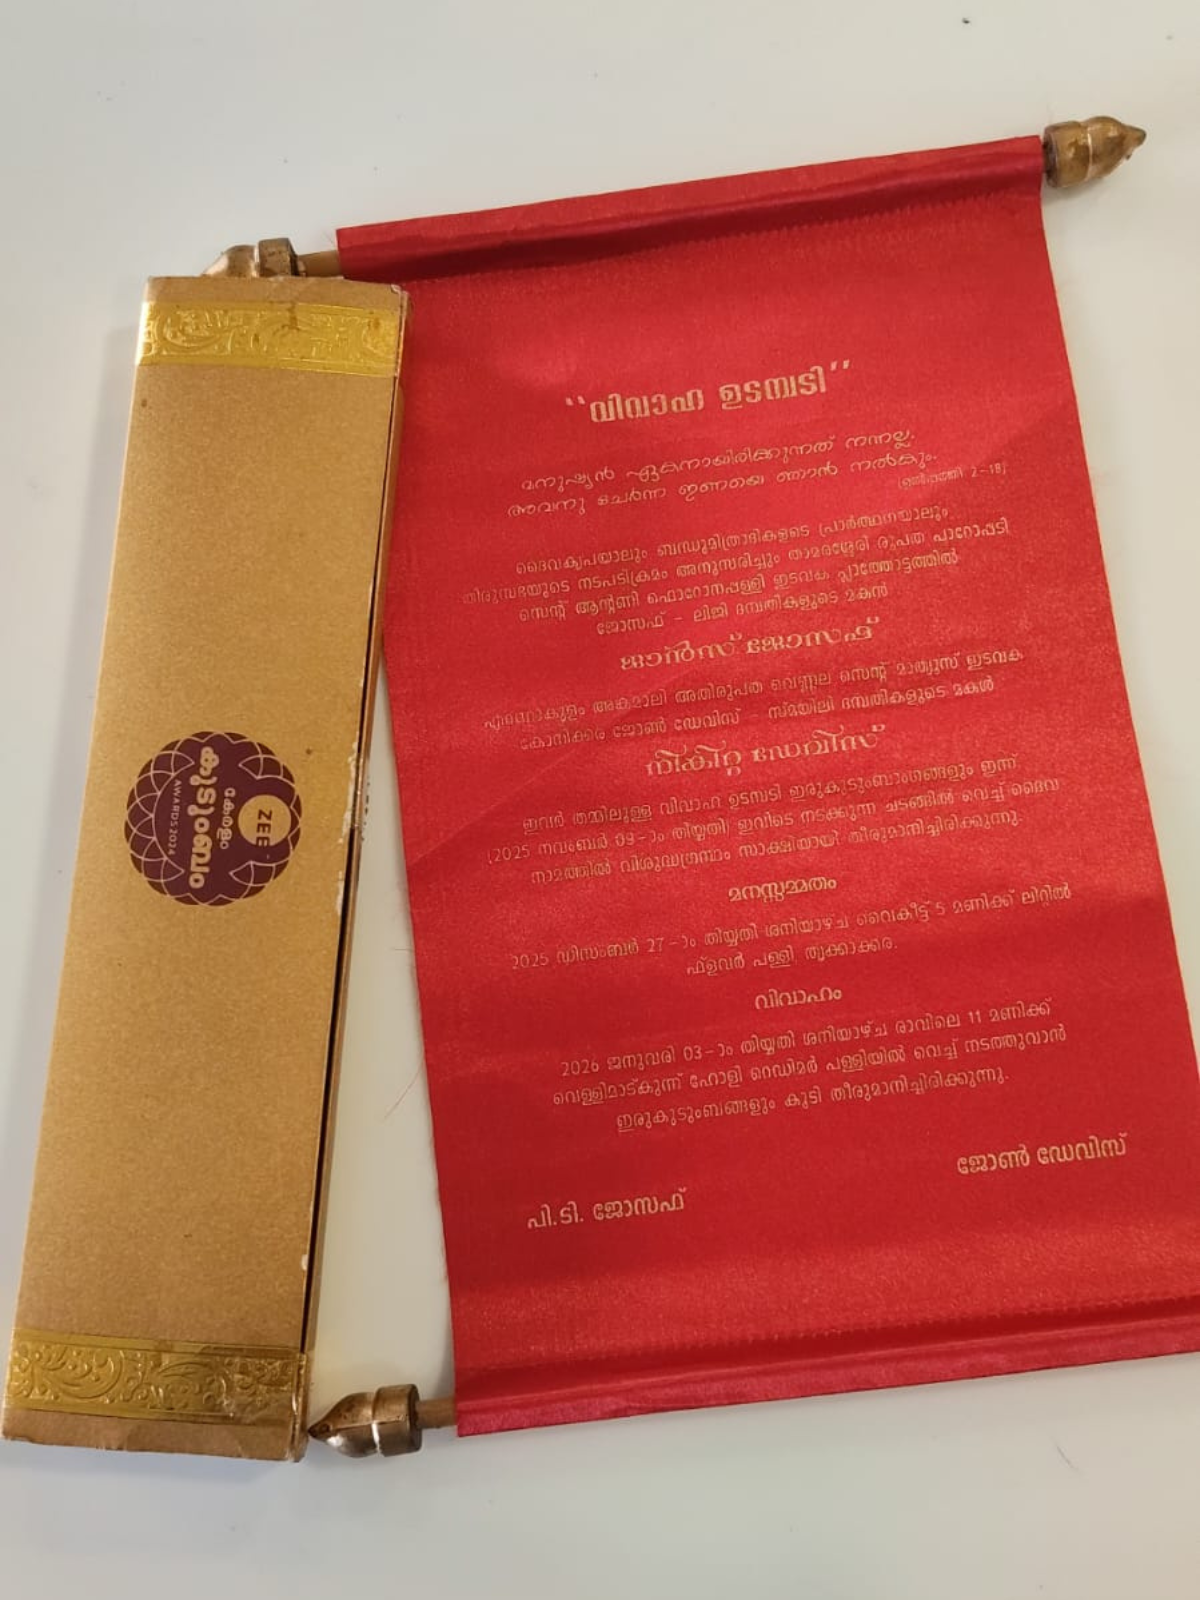 “വിവാഹ ഉടമ്പടി”
മനുഷ്യൻ ഏകനായിരിക്കുന്നത് നന്നല്ല.
അവനു ചേർന്ന ഇണയെ ഞാൻ നൽകും.
(ഉൽപ്പത്തി 2-18)
ദൈവകൃപയാലും ബന്ധുമിത്രാദികളുടെ പ്രാർത്ഥനയാലും
തിരുസഭയുടെ നടപടിക്രമം അനുസരിച്ചും താമരശ്ശേരി രൂപത പാറോപ്പടി
സെന്റ് ആന്റണി ഫൊറോനപ്പള്ളി ഇടവക പ്ലാത്തോട്ടത്തിൽ
ജോസഫ് - ലിജി ദമ്പതികളുടെ മകൻ
ജാൻസ് ജോസഫ്
എറണാകുളം അങ്കമാലി അതിരൂപത വെണ്ണല സെന്റ് മാത്യൂസ് ഇടവക
കോനിക്കര ജോൺ ഡേവിസ് - സ്മയിലി ദമ്പതികളുടെ മകൾ
നികിറ്റ ഡേവിസ്
ഇവർ തമ്മിലുള്ള വിവാഹ ഉടമ്പടി ഇരുകുടുംബാംഗങ്ങളും ഇന്ന്
(2025 നവംബർ 09-ാം തിയ്യതി) ഇവിടെ നടക്കുന്ന ചടങ്ങിൽ വെച്ച് ദൈവ
നാമത്തിൽ വിശുദ്ധഗ്രന്ഥം സാക്ഷിയായി തീരുമാനിച്ചിരിക്കുന്നു.
മനസ്സമ്മതം
2025 ഡിസംബർ 27-ാം തിയ്യതി ശനിയാഴ്ച വൈകീട്ട് 5 മണിക്ക് ലിറ്റിൽ
ഫ്ളവർ പള്ളി, തൃക്കാക്കര.
വിവാഹം
2026 ജനുവരി 03-ാം തിയ്യതി ശനിയാഴ്ച രാവിലെ 11 മണിക്ക്
വെള്ളിമാട്കുന്ന് ഹോളി റെഡിമർ പള്ളിയിൽ വെച്ച് നടത്തുവാൻ
ഇരുകുടുംബങ്ങളും കൂടി തീരുമാനിച്ചിരിക്കുന്നു.
ജോൺ ഡേവിസ്
പി.ടി. ജോസഫ്
ZEE
കേരളം
കുടുംബം
AWARDS 2024